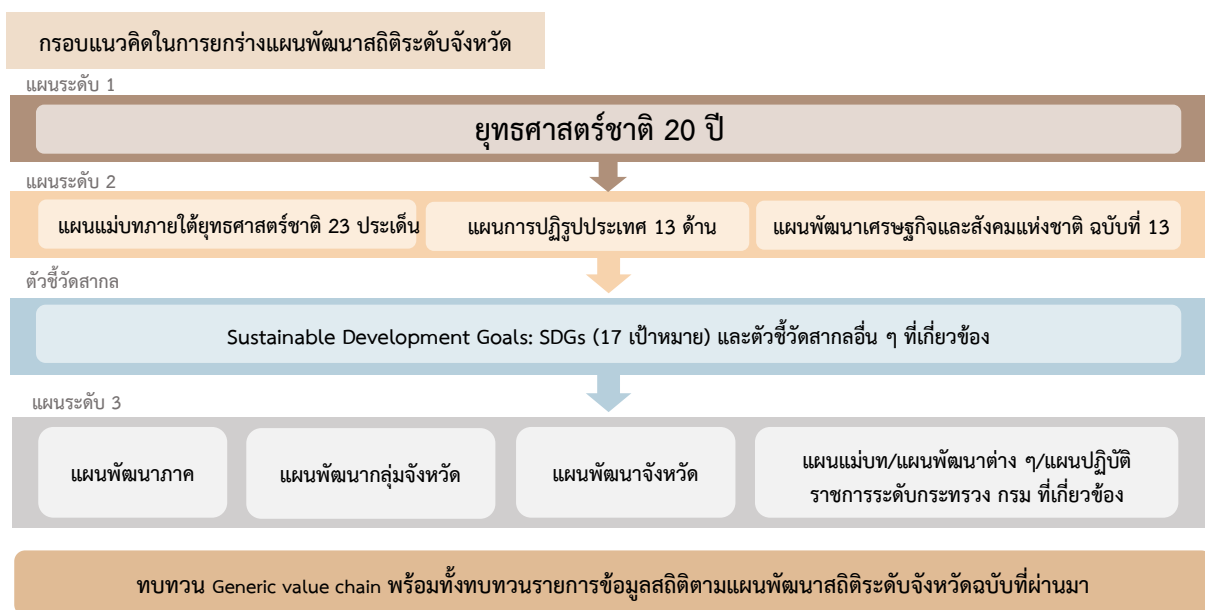 กรอบแนวคิดในการยกร่างแผนพัฒนาสถิติระดับจังหวัด
แผนระดับ 1
ยุทธศาสตร์ชาติ 20 ปี
แผนระดับ 2
แผนแม่บทภายใต้ยุทธศาสตร์ชาติ 23 ประเด็น
แผนการปฏิรูปประเทศ 13 ด้าน
แผนพัฒนาเศรษฐกิจและสังคมแห่งชาติ ฉบับที่ 13
ตัวชี้วัดสากล
Sustainable Development Goals: SDGs (17 เป้าหมาย) และตัวชี้วัดสากลอื่น ๆ ที่เกี่ยวข้อง
แผนระดับ 3
แผนพัฒนาภาค
แผนพัฒนากลุ่มจังหวัด
แผนพัฒนาจังหวัด
แผนแม่บท/แผนพัฒนาต่าง ๆ/แผนปฏิบัติ
ราชการระดับกระทรวง กรม ที่เกี่ยวข้อง
ทบทวน Generic value chain พร้อมทั้งทบทวนรายการข้อมูลสถิติตามแผนพัฒนาสถิติระดับจังหวัดฉบับที่ผ่านมา